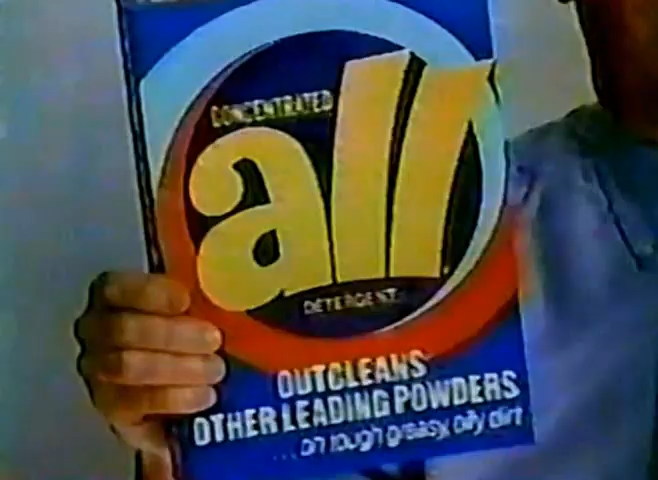 CONCENTRATED
all
DETERGENT
OUTCLEANS
OTHER LEADING POWDERS
...on tough greasy, oily dirt